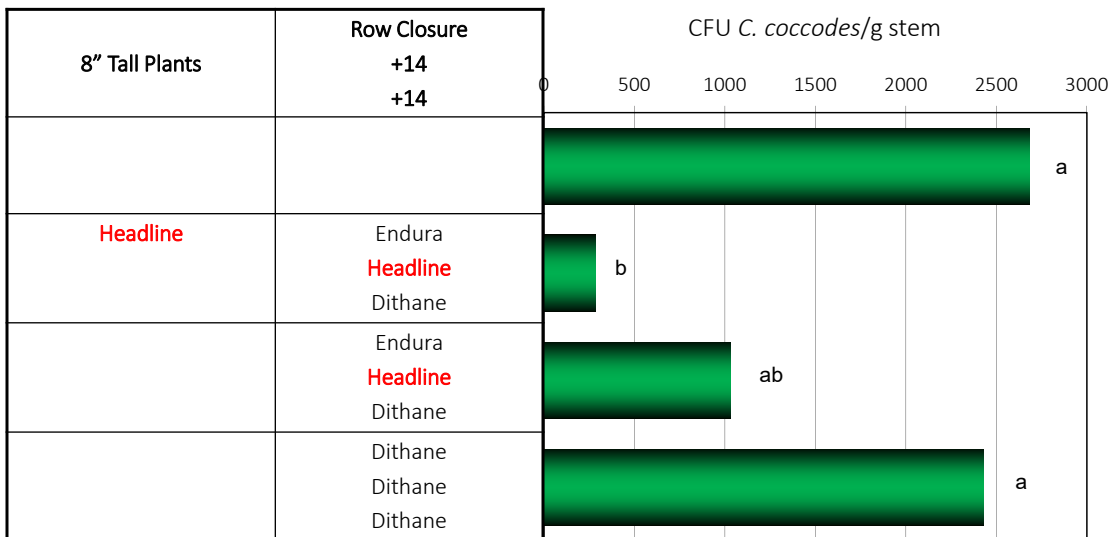 8” Tall Plants
Row Closure
+14
+14
CFU C. coccodes/g stem
0 500 1000 1500 2000 2500 3000
a
Headline
Endura
Headline
Dithane
b
Endura
Headline
Dithane
ab
Dithane
Dithane
Dithane
a